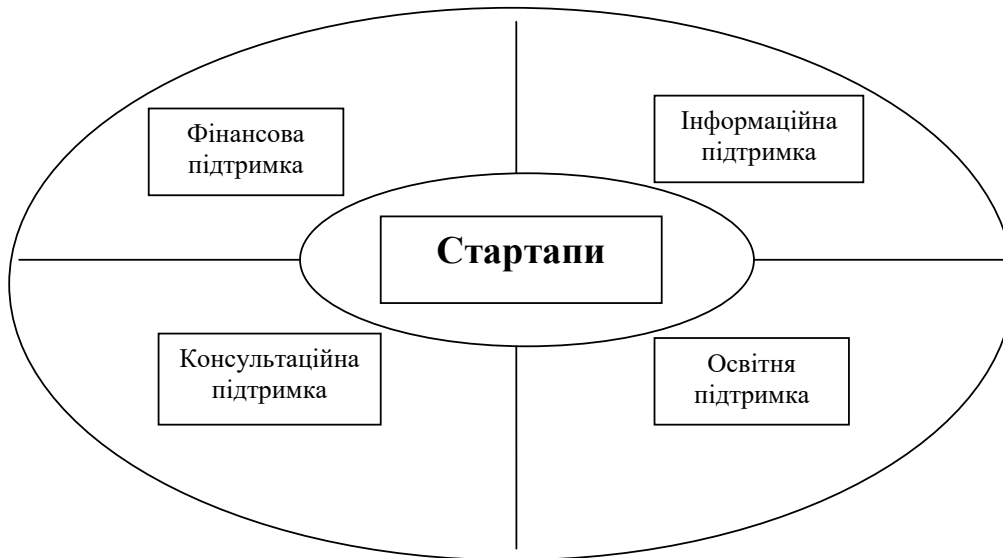 Фінансова
підтримка
Інформаційна
підтримка
Стартапи
Консультаційна
підтримка
Освітня
підтримка